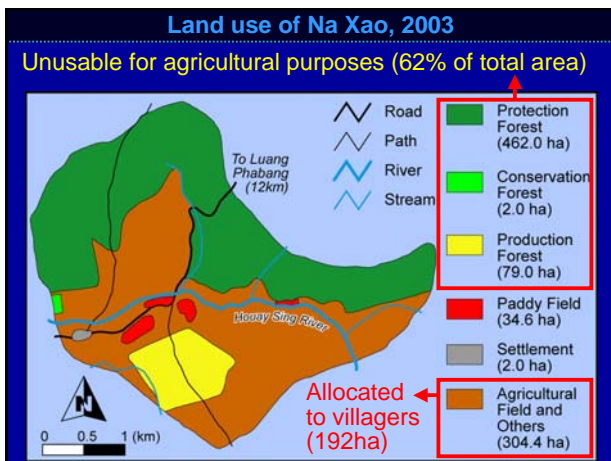 Land use of Na Xao, 2003
Unusable for agricultural purposes (62% of total area)
Road
Path
River
Stream
To Luang
Phabang
(12km)
Houay Sing River
N
0 0.5 1 (km)
Protection
Forest
(462.0 ha)
Conservation
Forest
(2.0 ha)
Production
Forest
(79.0 ha)
Paddy Field
(34.6 ha)
Settlement
(2.0 ha)
Agricultural
Field and
Others
(304.4 ha)
Allocated
to villagers
(192ha)